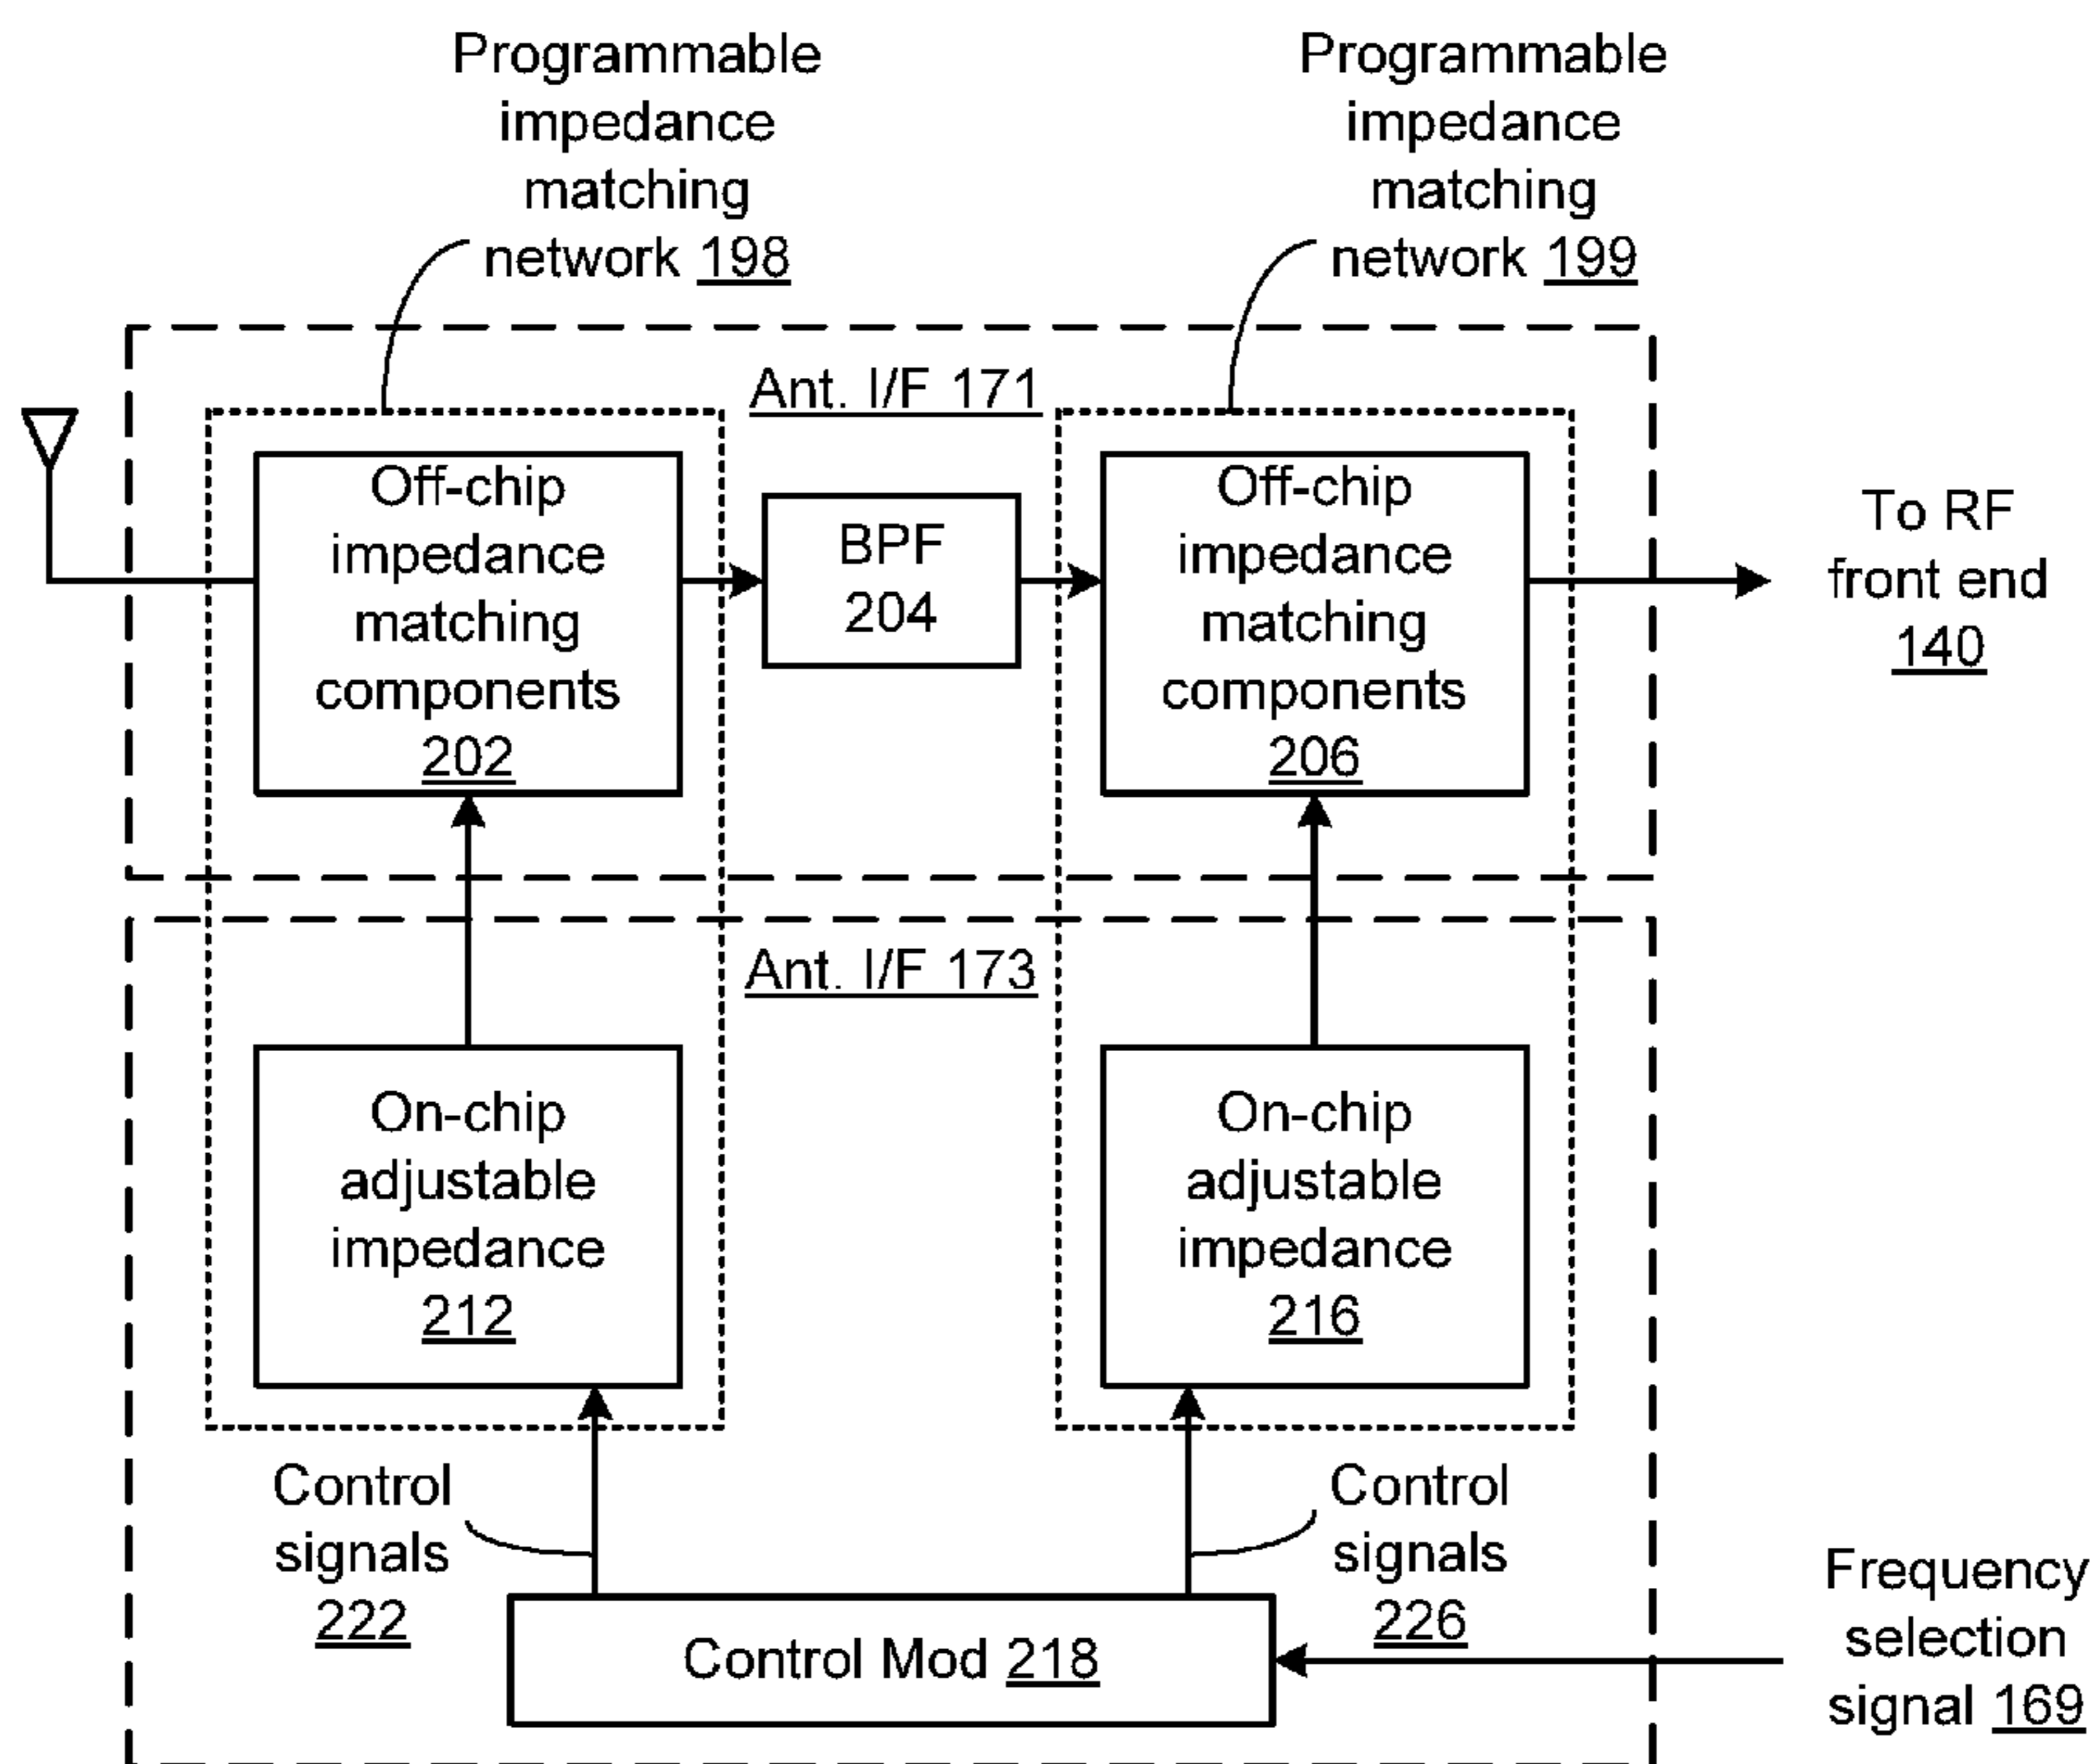 Programmable
impedance
matching
network 198
Programmable
impedance
matching
network 199
Ant. I/F 171
Off-chip
impedance
matching
components
202
BPF
204
Off-chip
impedance
matching
components
206
To RF
front end
140
Ant. I/F 173
On-chip
adjustable
impedance
212
On-chip
adjustable
impedance
216
Control
signals
222
Control
signals
226
Control Mod 218
Frequency
selection
signal 169